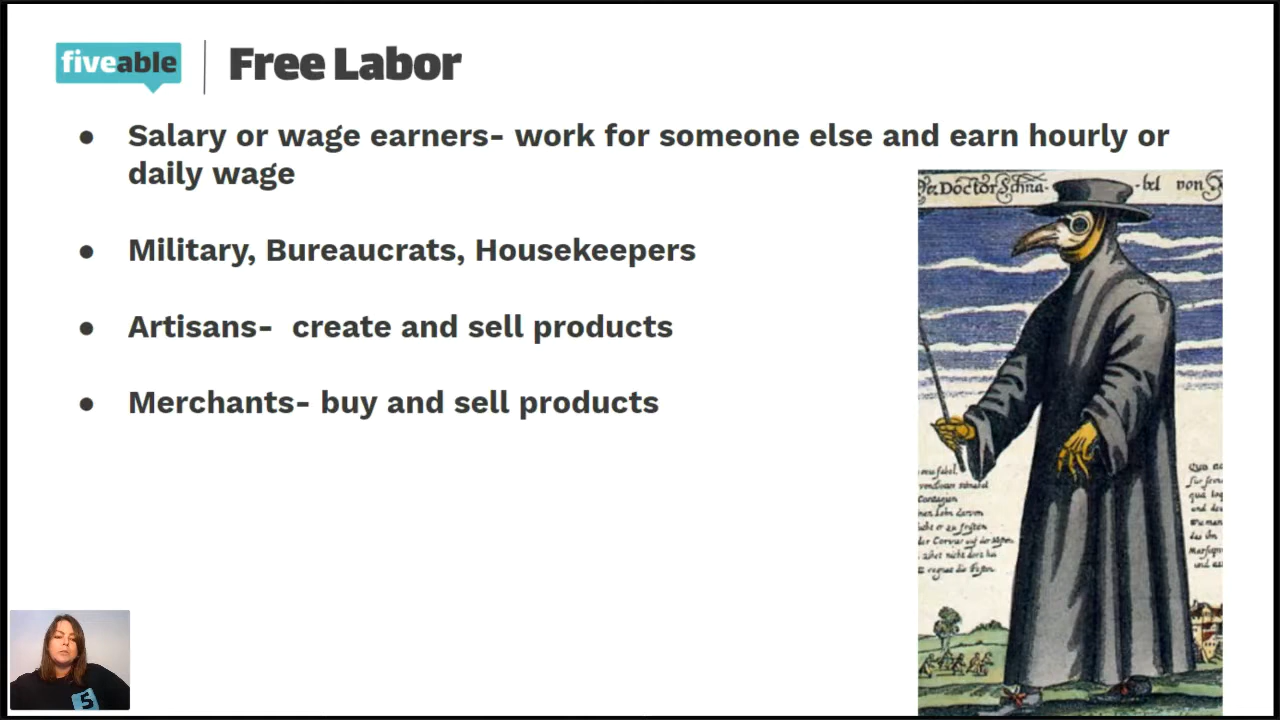 fiveable
Free Labor
● Salary or wage earners- work for someone else and earn hourly or
daily wage
● Military, Bureaucrats, Housekeepers
● Artisans- create and sell products
● Merchants- buy and sell products
Doctor Schna-
-bel von
5